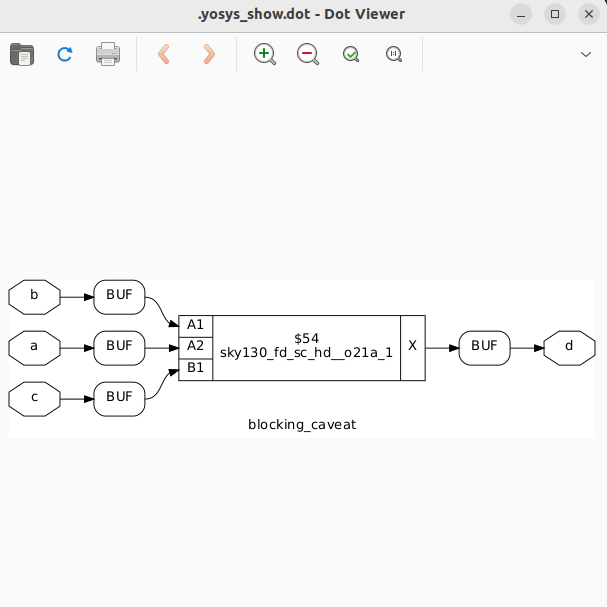 .yosys_show.dot - Dot Viewer
b
BUF
a
BUF
c
BUF
A1
A2
B1
$54
sky130_fd_sc_hd__o21a_1
X
BUF
d
blocking_caveat